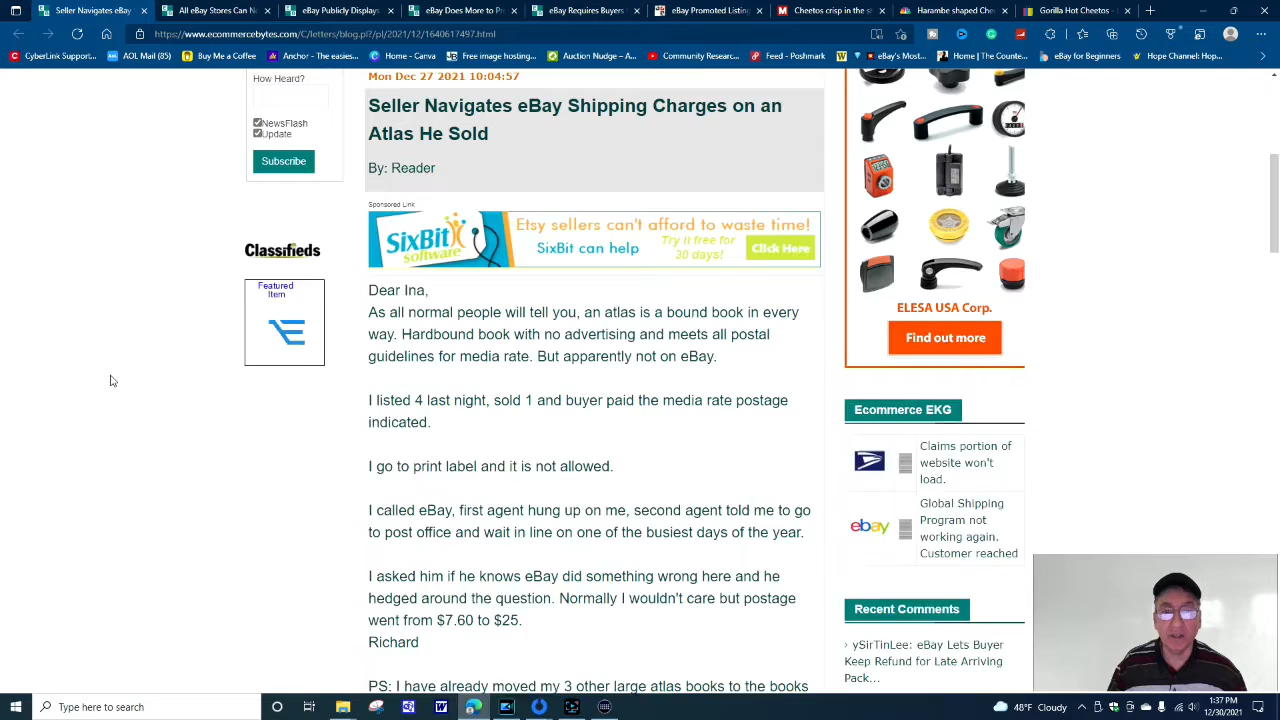 Seller Navigates eBay
All eBay Stores Can N
eBay Publicly Displays
eBay Does More to Pr
eBay Requires Buyers
eBay Promoted Listing
Cheetos crisp in the s
Harambe shaped Che
Gorilla Hot Cheetos -
https://www.ecommercebytes.com/C/letters/blog.pl?/pl/2021/12/1640617497.html
CyberLink Support...
AOL Mail (85)
Buy Me a Coffee
Anchor - The easies...
Home - Canva
Free image hosting...
Auction Nudge – A...
Community Researc...
Feed - Poshmark
eBay's Most...
Home | The Counte...
eBay for Beginners
Hope Channel: Hop...
How Heard?
NewsFlash
Update
Subscribe
Classifieds
Featured
Item
Mon Dec 27 2021 10:04:57
Seller Navigates eBay Shipping Charges on an
Atlas He Sold
By: Reader
Sponsored Link
SixBit software
Etsy sellers can't afford to waste time!
SixBit can help
Try it free for
30 days!
Click Here
Dear Ina,
As all normal people will tell you, an atlas is a bound book in every
way. Hardbound book with no advertising and meets all postal
guidelines for media rate. But apparently not on eBay.
I listed 4 last night, sold 1 and buyer paid the media rate postage
indicated.
I go to print label and it is not allowed.
I called eBay, first agent hung up on me, second agent told me to go
to post office and wait in line on one of the busiest days of the year.
I asked him if he knows eBay did something wrong here and he
hedged around the question. Normally I wouldn't care but postage
went from $7.60 to $25.
Richard
PS: I have already moved my 3 other large atlas books to the books
ELESA USA Corp.
Find out more
Ecommerce EKG
Claims portion of
website won't
load.
ebay
Global Shipping
Program not
working again.
Customer reached
Recent Comments
› ySirTinLee: eBay Lets Buyer
Keep Refund for Late Arriving
Pack...
Type here to search
48°F Cloudy
1:37 PM
12/30/2021